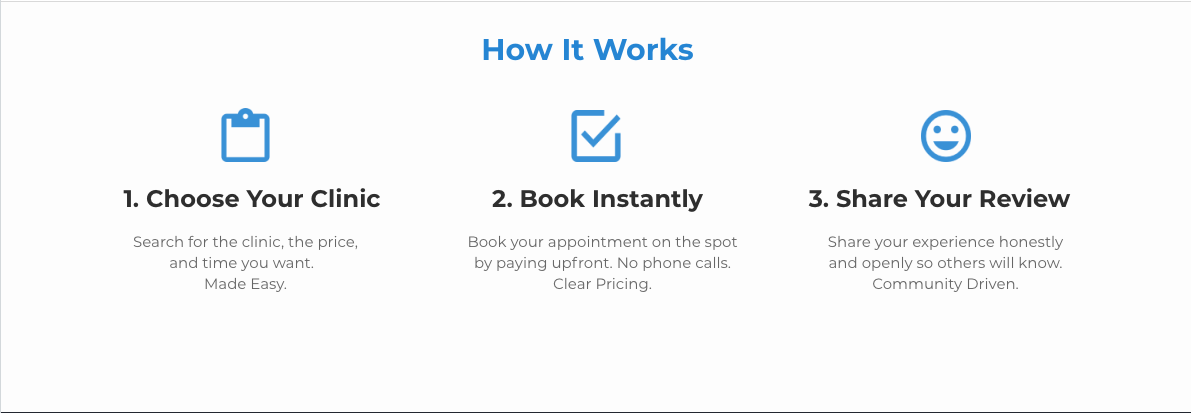 How It Works
1. Choose Your Clinic
Search for the clinic, the price,
and time you want.
Made Easy.
2. Book Instantly
Book your appointment on the spot
by paying upfront. No phone calls.
Clear Pricing.
3. Share Your Review
Share your experience honestly
and openly so others will know.
Community Driven.